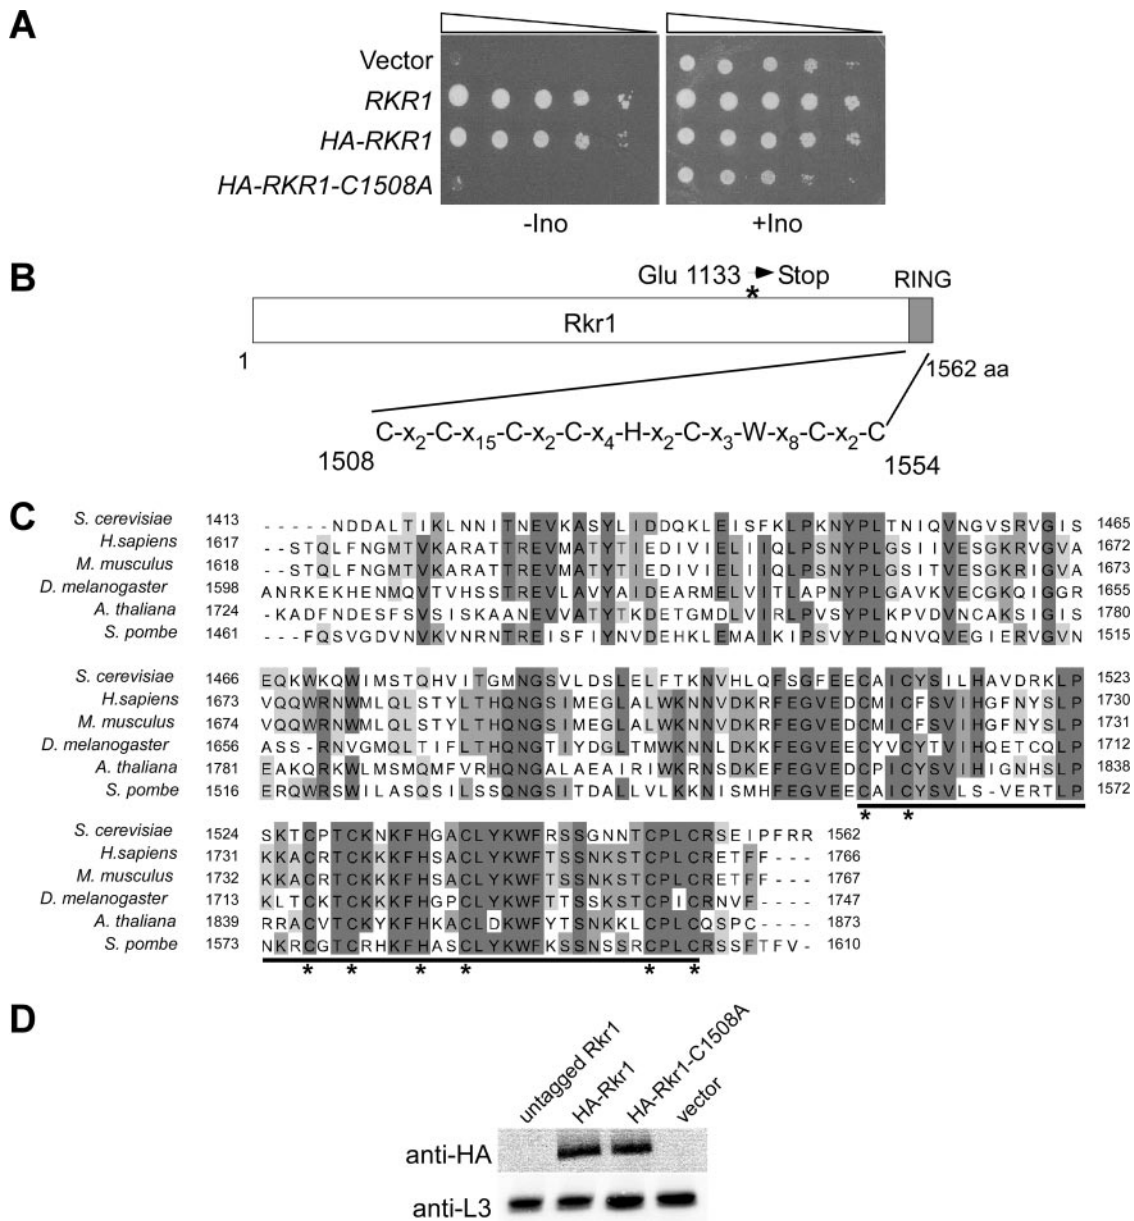 A
Vector
RKR1
HA-RKR1
HA-RKR1-C1508A
-Ino
+Ino
B
Glu 1133 Stop
*
RING
Rkr1
1
1562 aa
C-x2-C-x15-C-x2-C-x4-H-x2-C-x3-W-x8-C-x2-C
1508
1554
C
S. cerevisiae 1413 -----NDDALTIKLNNITNEVKASYLIDDQKLEISFKLPKNYPLTNIQVNGVSRVGIS 1465
H.sapiens 1617 --STQLFNGMTVKARATTREVMATYTIEDIVIELIIQLPSNYPLGSIIVESGKRVGVA 1672
M. musculus 1618 --STQLFNGMTVKARATTREVMATYTIEDIVIELIIQLPSNYPLGSITVESGKRVGVA 1673
D. melanogaster 1598 ANRKEKHENMQVTVHSSTREVLAVYAIDEARMELVITLAPNYPLGAVKVECGKQIGGR 1655
A. thaliana 1724 -KADFNDESFSVSISKAANEVVATYTKDETGMDLVIRLPVSYPLKPVDVNCAKSIGIS 1780
S. pombe 1461 ---FQSVGDVNVKVNRNTREISFIYNVDEHKLEMAIKIPSVYPLQNVQVEGIERVGVN 1515
S. cerevisiae 1466 EQKWKQWIMSTQHVITGMNGSVLDSLELFTKNVHLQFSGFEECAICYSILHAVDRKLP 1523
H.sapiens 1673 VQQWRNWMLQLSTYLTHQNGSIMEGLALWKNNVDKRFEGVEDCMICFSVIHGFNYSLP 1730
M. musculus 1674 VQQWRNWMLQLSTYLTHQNGSIMEGLALWKNNVDKRFEGVEDCMICFSVIHGFNYSLP 1731
D. melanogaster 1656 ASS-RNVGMQLTIFLTHQNGTIYDGLTMWKNNLDKKFEGVEECYVCYTVIHQETCQLP 1712
A. thaliana 1781 EAKQRKWLMSMQMFVRHQNGALAEAIRIWKRNSDKEFEGVEDCPICYSVIHIGNHSLP 1838
S. pombe 1516 ERQWRSWILASQSILSSQNGSITDALLVLKKNISMHFEGVEDCAICYSVLS-VERTLP 1572
* *
S. cerevisiae 1524 SKTCPTCKNKFHGACLYKWFRSSGNNTCPLCRSEIPFRR 1562
H.sapiens 1731 KKACRTCKKKFHSACLYKWFTSSNKSTCPLCRETFF--- 1766
M. musculus 1732 KKACRTCKKKFHSACLYKWFTSSNKSTCPLCRETFF--- 1767
D. melanogaster 1713 KLTCKTCKKKFHGPCLYKWFTTSSKSTCPICRNVF---- 1747
A. thaliana 1839 RRACVTCKYKFHKACLDKWFYTSNKKLCPLCQSPC---- 1873
S. pombe 1573 NKRCGTCRHKFHASCLYKWFKSSNSSRCPLCRSSFTFV- 1610
* * * * * *
D
untagged Rkr1
HA-Rkr1
HA-Rkr1-C1508A
vector
anti-HA
anti-L3